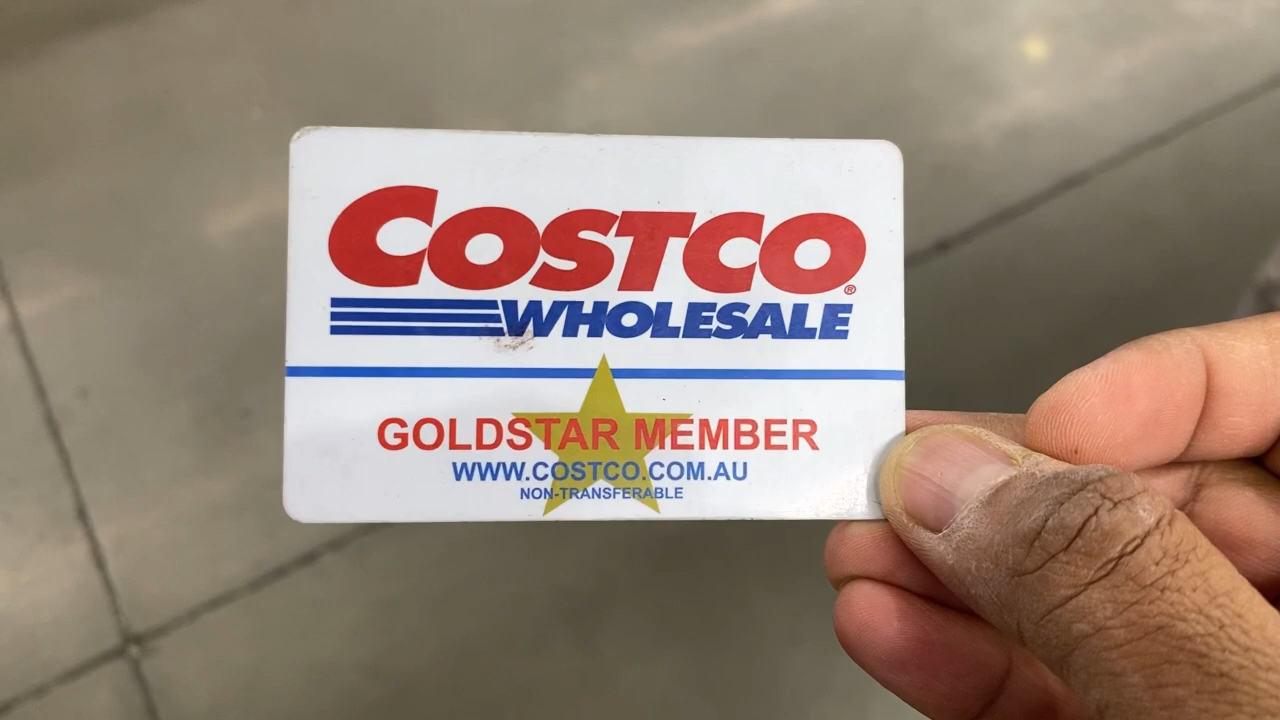 COSTCO®
WHOLESALE
GOLDSTAR MEMBER
WWW.COSTCO.COM.AU
NON-TRANSFERABLE